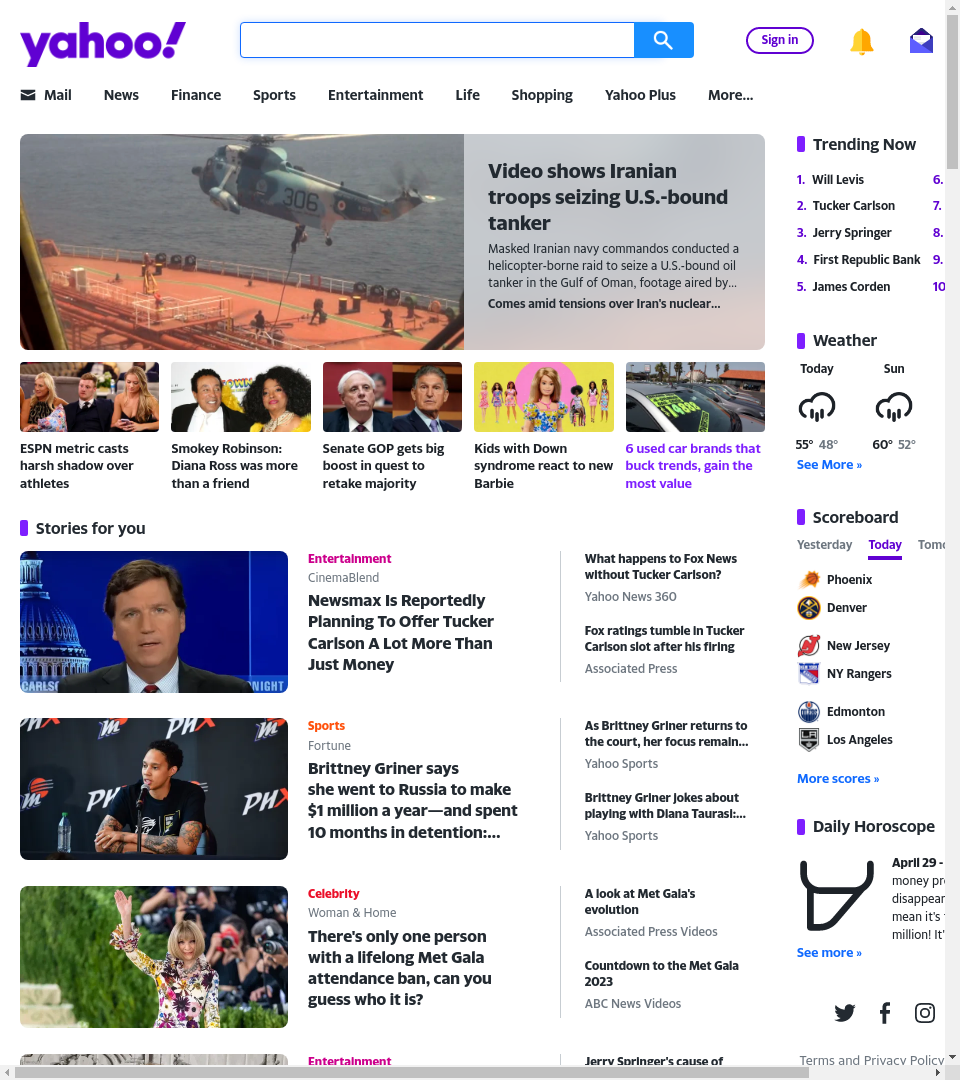 yahoo!
Sign in
Mail News Finance Sports Entertainment Life Shopping Yahoo Plus More...
306
Video shows Iranian
troops seizing U.S.-bound
tanker
Masked Iranian navy commandos conducted a
helicopter-borne raid to seize a U.S.-bound oil
tanker in the Gulf of Oman, footage aired by...
Comes amid tensions over Iran's nuclear...
ESPN metric casts
harsh shadow over
athletes
Smokey Robinson:
Diana Ross was more
than a friend
Senate GOP gets big
boost in quest to
retake majority
Kids with Down
syndrome react to new
Barbie
6 used car brands that
buck trends, gain the
most value
Stories for you
Entertainment
CinemaBlend
Newsmax Is Reportedly
Planning To Offer Tucker
Carlson A Lot More Than
Just Money
What happens to Fox News
without Tucker Carlson?
Yahoo News 360
Fox ratings tumble in Tucker
Carlson slot after his firing
Associated Press
Sports
Fortune
Brittney Griner says
she went to Russia to make
$1 million a year—and spent
10 months in detention:...
As Brittney Griner returns to
the court, her focus remain...
Yahoo Sports
Brittney Griner jokes about
playing with Diana Taurasi:...
Yahoo Sports
Celebrity
Woman & Home
There's only one person
with a lifelong Met Gala
attendance ban, can you
guess who it is?
A look at Met Gala's
evolution
Associated Press Videos
Countdown to the Met Gala
2023
ABC News Videos
Entertainment
Jerry Springer's cause of
Trending Now
1. Will Levis 6.
2. Tucker Carlson 7.
3. Jerry Springer 8.
4. First Republic Bank 9.
5. James Corden 10
Weather
Today Sun
55° 48° 60° 52°
See More »
Scoreboard
Yesterday Today Tomo
Phoenix
Denver
New Jersey
NY Rangers
Edmonton
Los Angeles
More scores »
Daily Horoscope
April 29 -
money pr
disappear
mean it's
million! It'
See more »
Terms and Privacy Policy